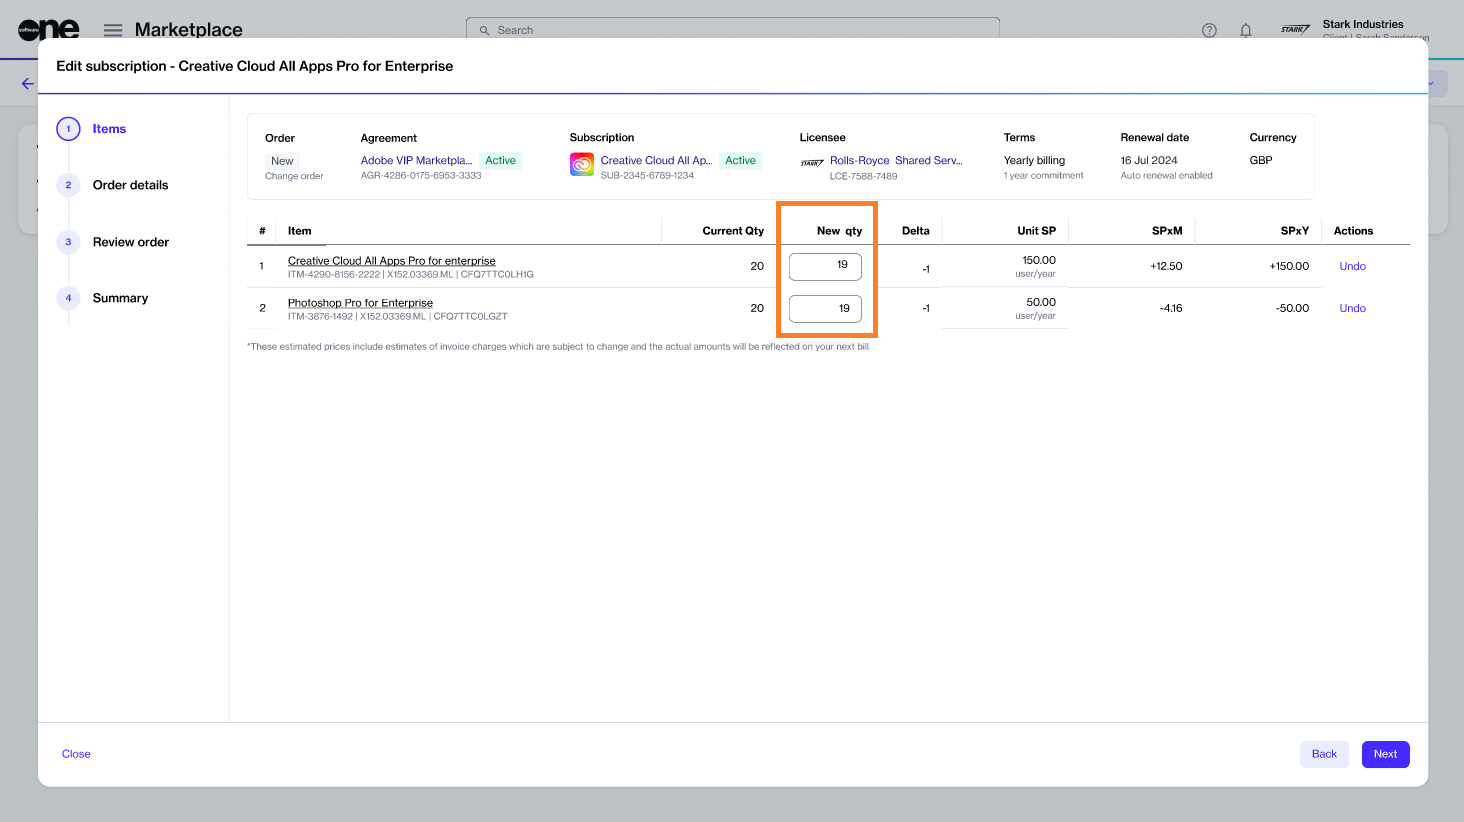 software one
Marketplace
Search
STARK
Stark Industries
Client | Sarah Sanderson
Edit subscription - Creative Cloud All Apps Pro for Enterprise
1 Items
2 Order details
3 Review order
4 Summary
Order Agreement Subscription Licensee Terms Renewal date Currency
New Adobe VIP Marketpla... Active Creative Cloud All Ap... Active STARK Rolls-Royce Shared Serv... Yearly billing 16 Jul 2024 GBP
Change order AGR-4286-0175-6953-3333 SUB-2345-6789-1234 LCE-7588-7489 1 year commitment Auto renewal enabled
# Item Current Qty New qty Delta Unit SP SPxM SPxY Actions
1 Creative Cloud All Apps Pro for enterprise 20 19 -1 150.00 +12.50 +150.00 Undo
ITM-4290-8156-2222 | X152.03369.ML | CFQ7TTC0LH1G user/year
2 Photoshop Pro for Enterprise 20 19 -1 50.00 -4.16 -50.00 Undo
ITM-3876-1492 | X152.03369.ML | CFQ7TTC0LGZT user/year
*These estimated prices include estimates of invoice charges which are subject to change and the actual amounts will be reflected on your next bill.
Close Back Next